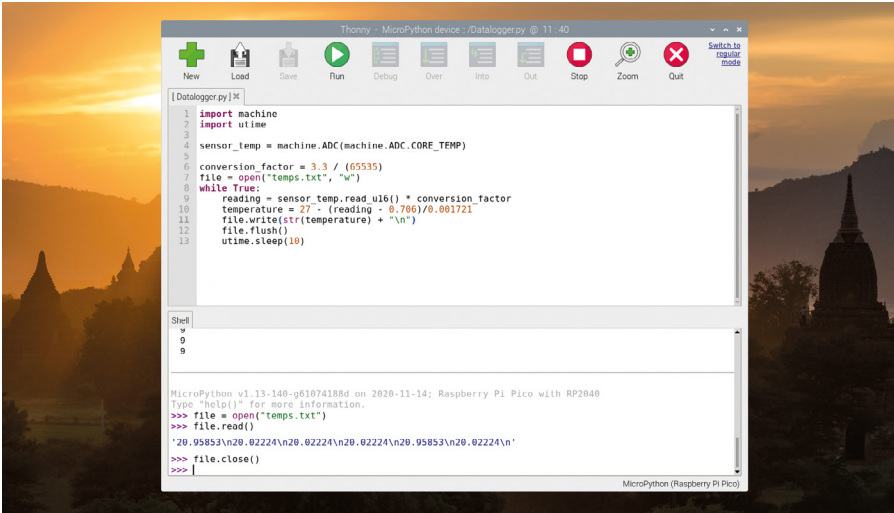 Thonny - MicroPython device :: /Datalogger.py @ 11 : 40
New Load Save Run Debug Over Into Out Stop Zoom Quit
Switch to
regular
mode
[ Datalogger.py ]
1 import machine
2 import utime
3
4 sensor_temp = machine.ADC(machine.ADC.CORE_TEMP)
5
6 conversion_factor = 3.3 / (65535)
7 file = open("temps.txt", "w")
8 while True:
9     reading = sensor_temp.read_u16() * conversion_factor
10     temperature = 27 - (reading - 0.706)/0.001721
11     file.write(str(temperature) + "\n")
12     file.flush()
13     utime.sleep(10)
Shell
9
9
9
MicroPython v1.13-140-g61074188d on 2020-11-14; Raspberry Pi Pico with RP2040
Type "help()" for more information.
>>> file = open("temps.txt")
>>> file.read()
'20.95853\n20.02224\n20.02224\n20.02224\n20.95853\n20.02224\n'
>>> file.close()
>>>
MicroPython (Raspberry Pi Pico)